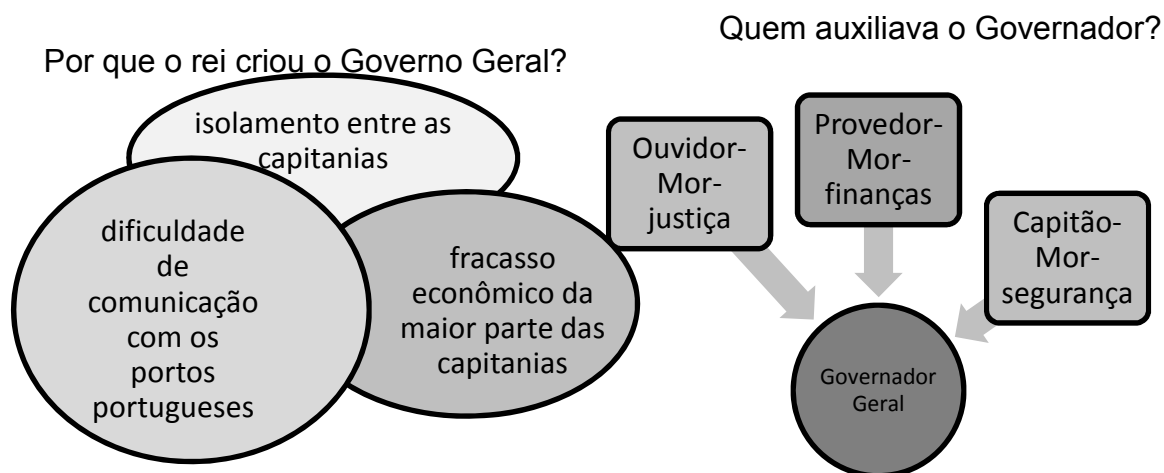 Por que o rei criou o Governo Geral?
isolamento entre as
capitanias
dificuldade
de
comunicação
com os
portos
portugueses
fracasso
econômico da
maior parte das
capitanias
Quem auxiliava o Governador?
Ouvidor-
Mor-
justiça
Provedor-
Mor-
finanças
Capitão-
Mor-
segurança
Governador
Geral